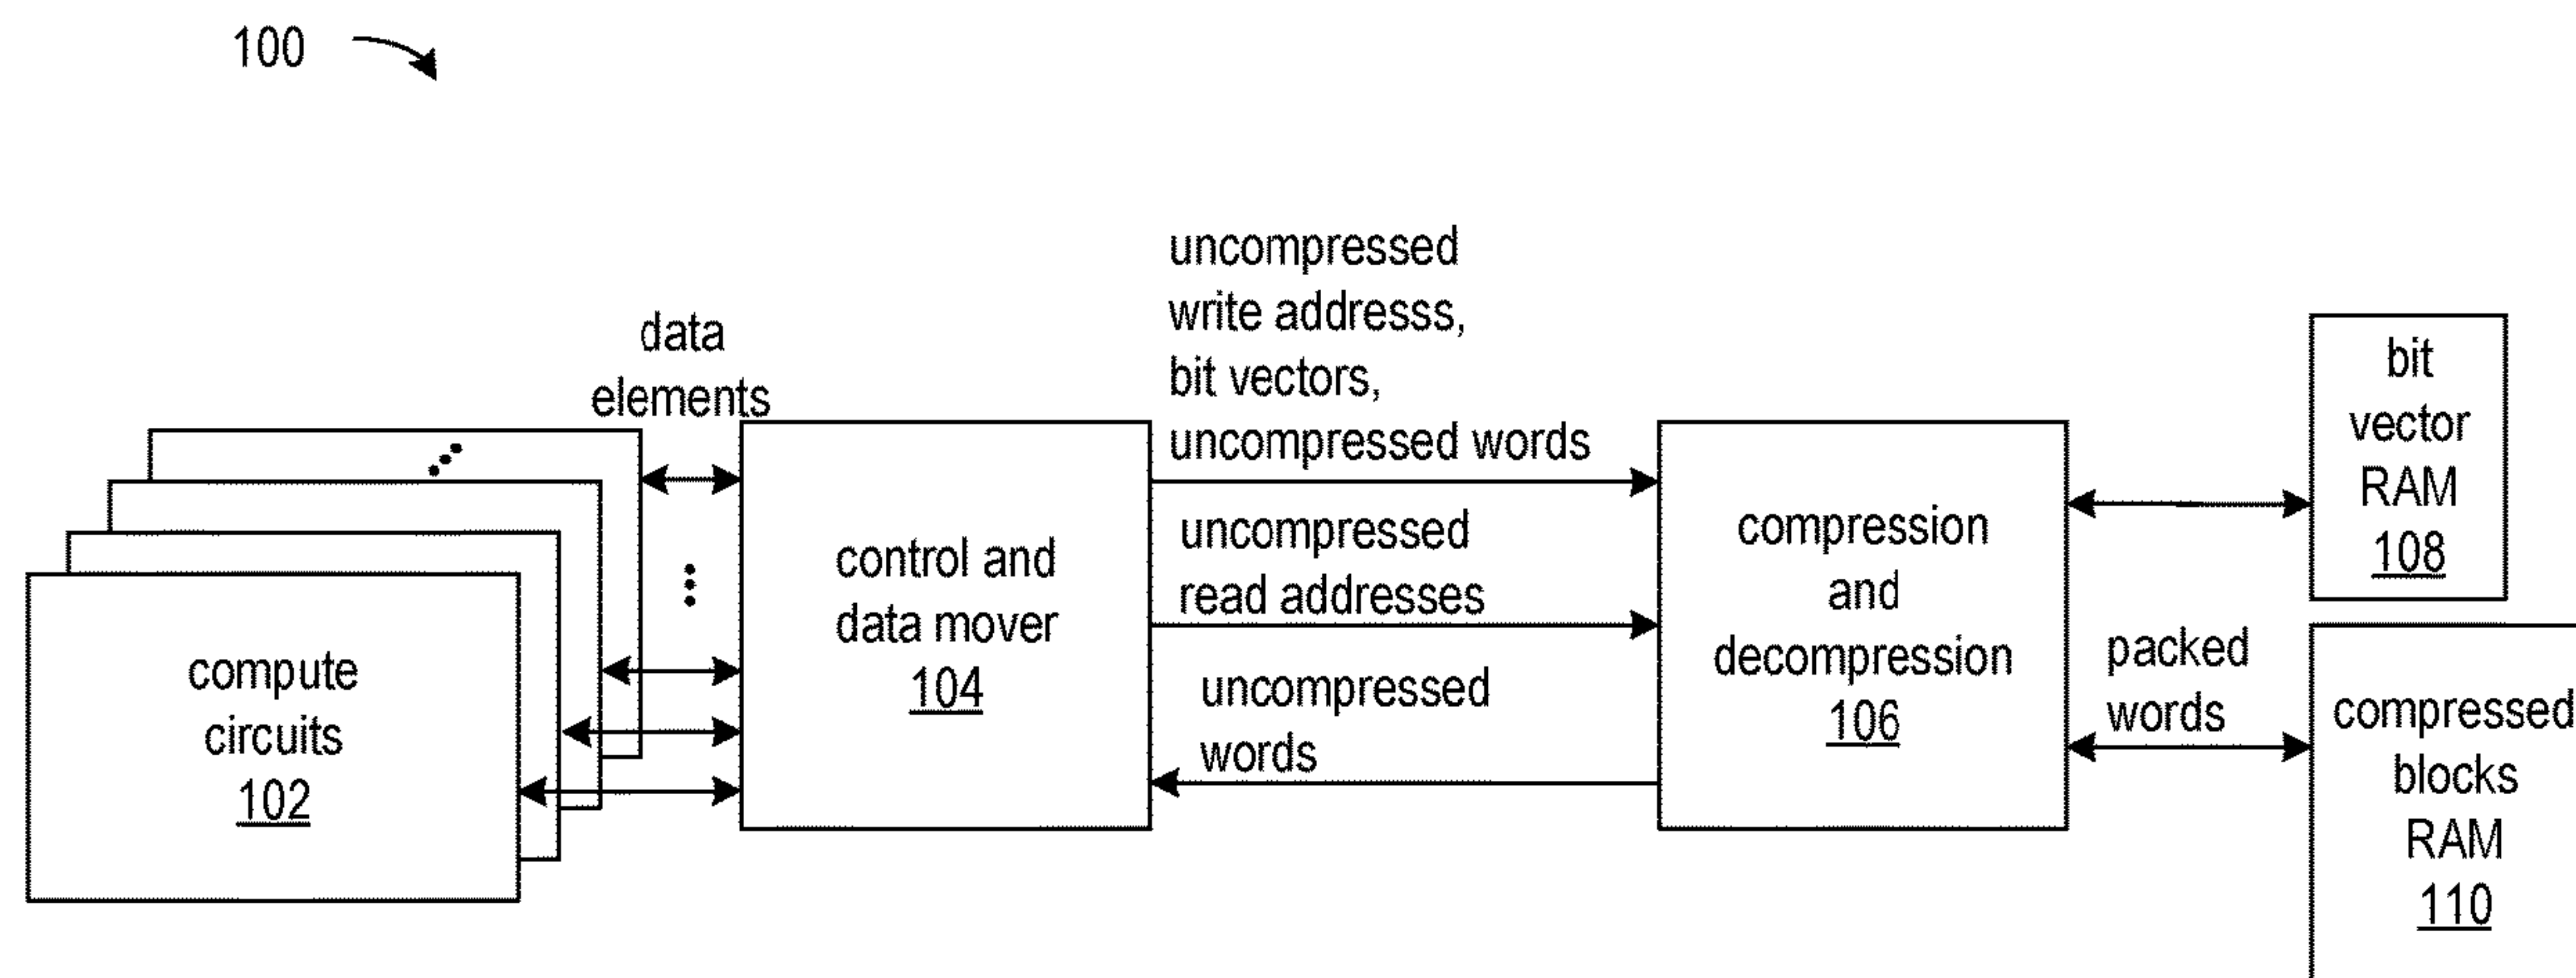 100
data
elements
compute
circuits
102
control and
data mover
104
uncompressed
write addresss,
bit vectors,
uncompressed words
uncompressed
read addresses
uncompressed
words
compression
and
decompression
106
bit
vector
RAM
108
packed
words
compressed
blocks
RAM
110